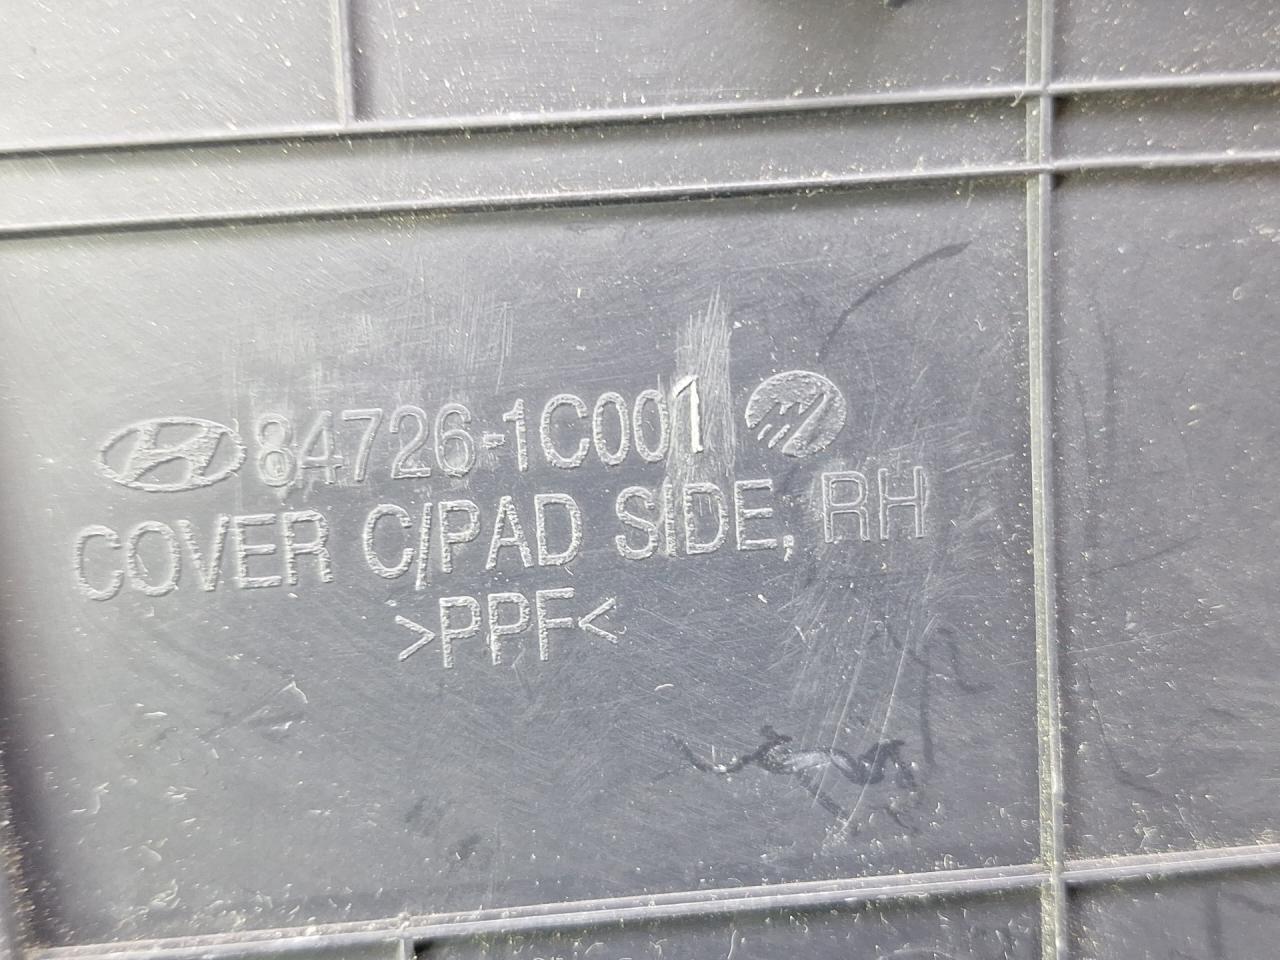 84726-1C001
COVER C/PAD SIDE, RH
>PPF<